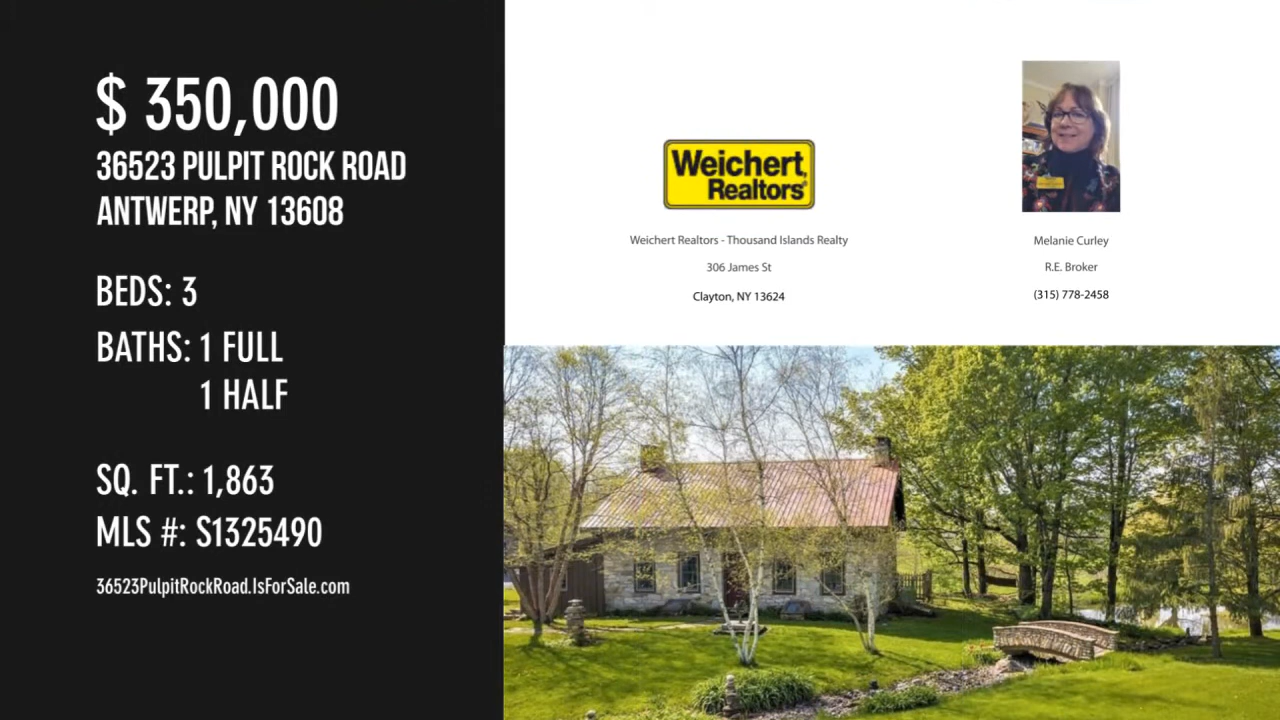 $ 350,000
36523 PULPIT ROCK ROAD
ANTWERP, NY 13608
BEDS: 3
BATHS: 1 FULL
1 HALF
SQ. FT.: 1,863
MLS #: S1325490
36523PulpitRockRoad.IsForSale.com
Weichert,
Realtors®
Weichert Realtors - Thousand Islands Realty
306 James St
Clayton, NY 13624
Melanie Curley
R.E. Broker
(315) 778-2458